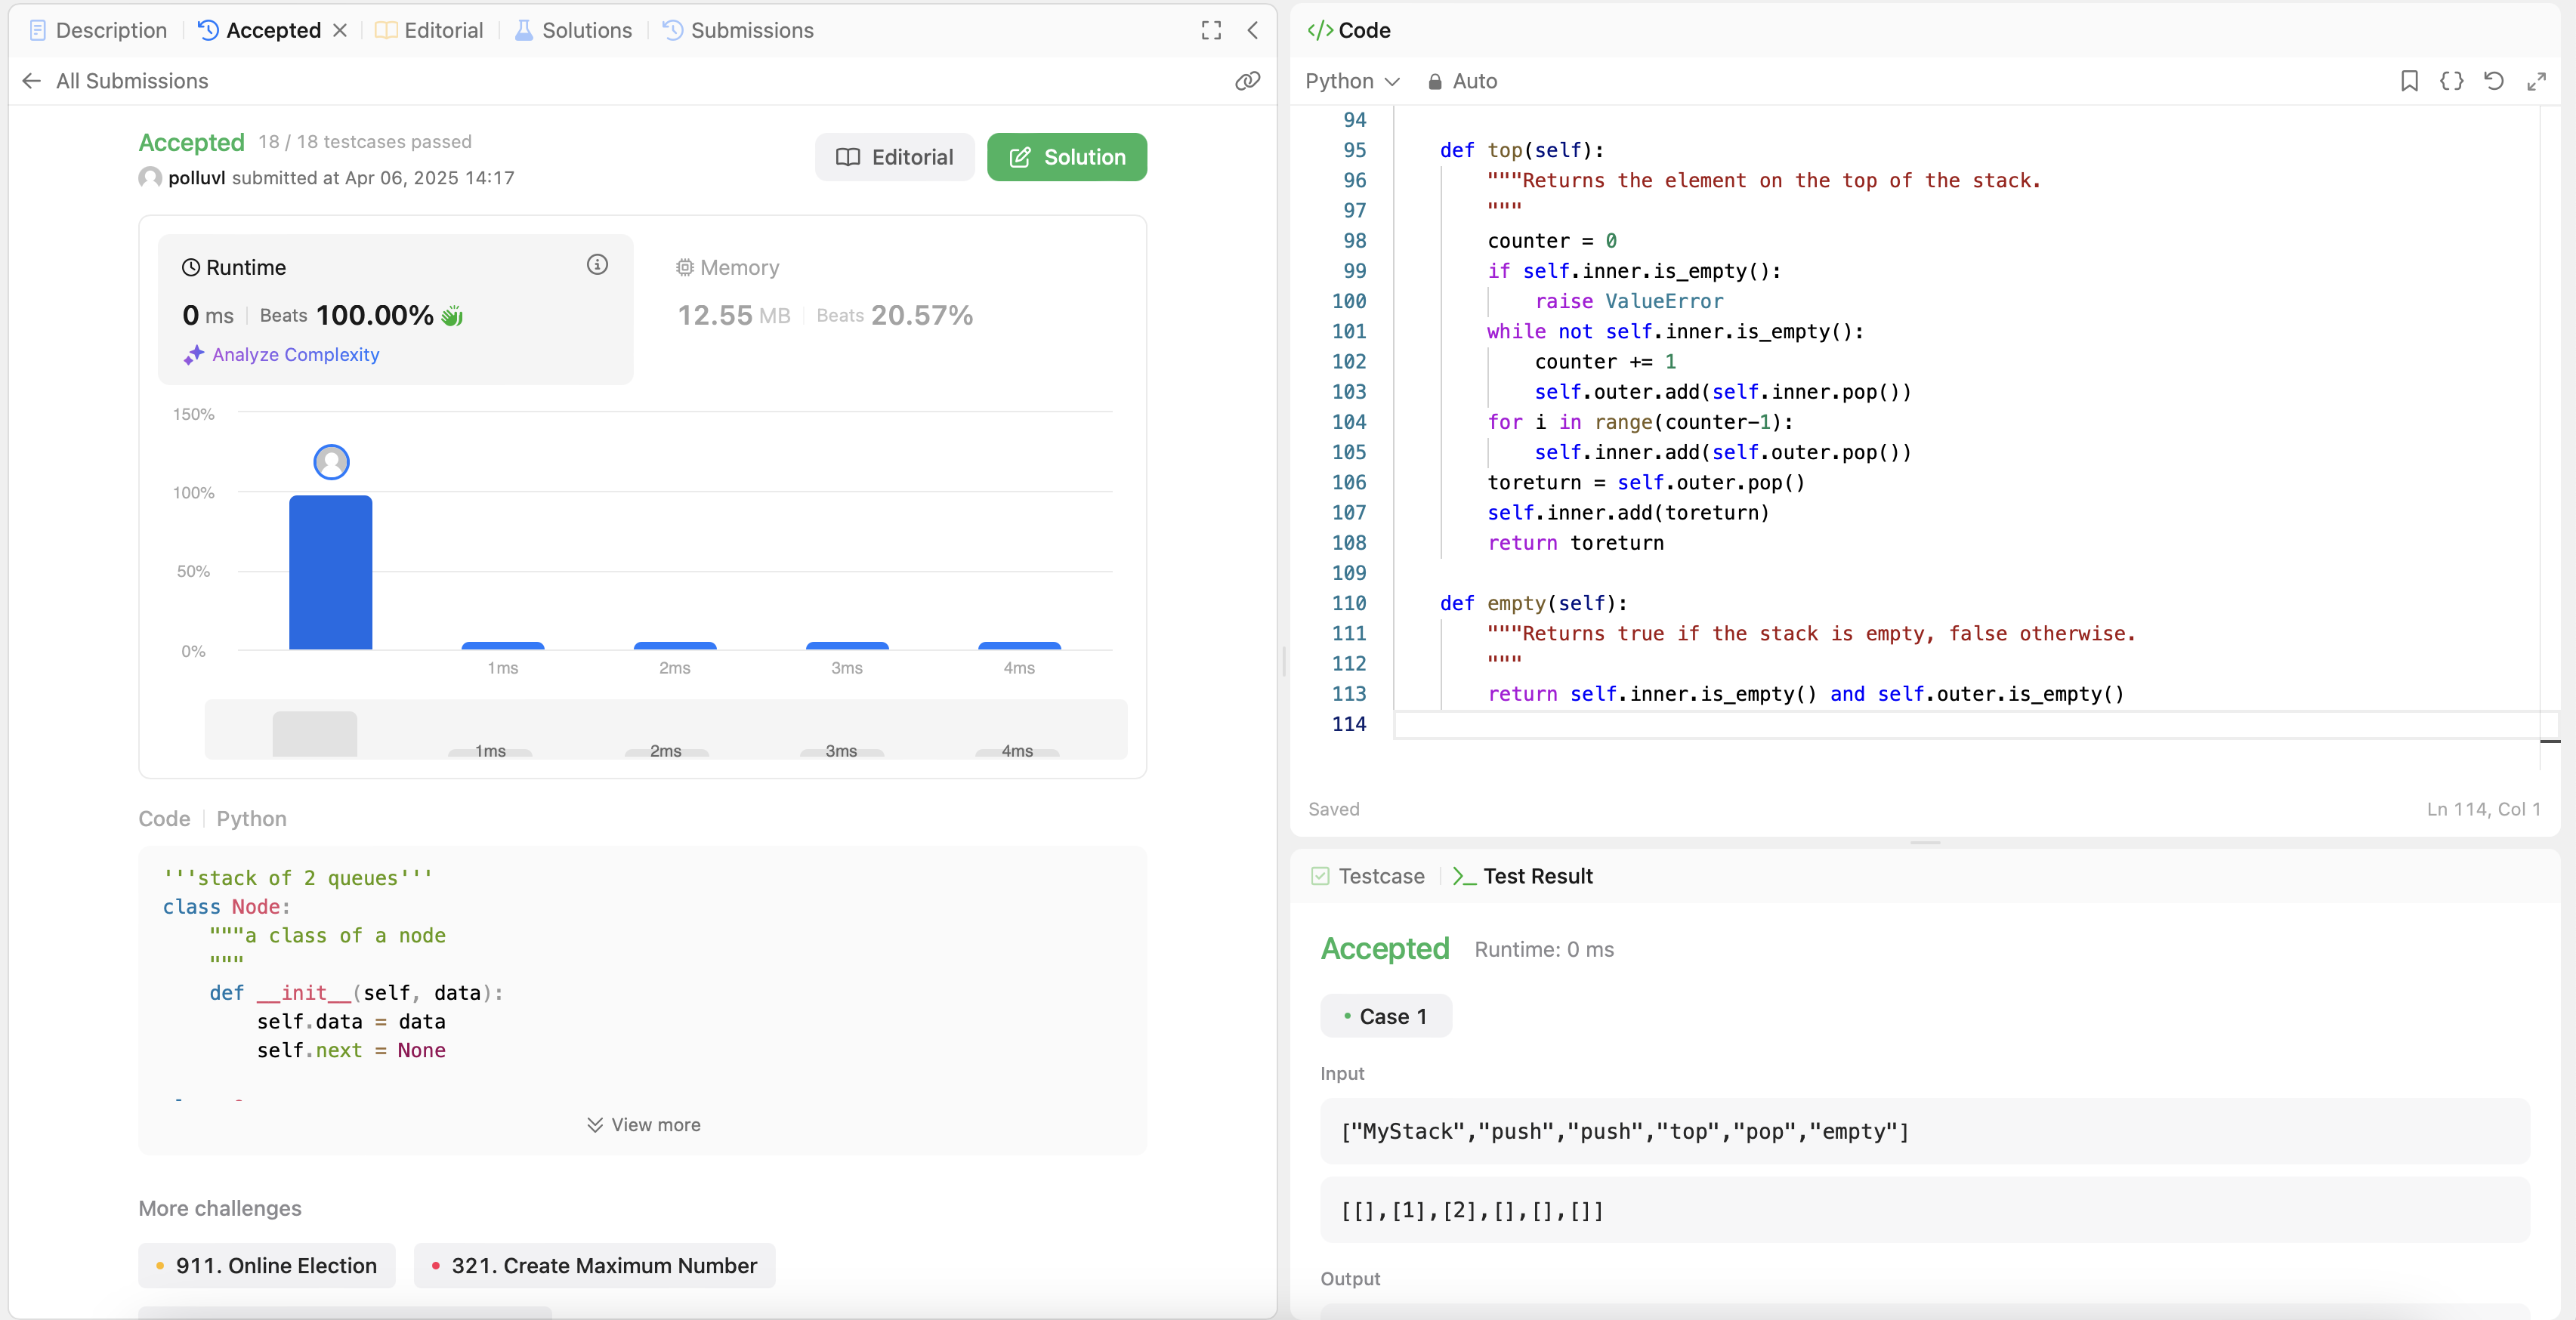 Description
Accepted
Editorial
Solutions
Submissions
All Submissions
Accepted 18 / 18 testcases passed
polluvl submitted at Apr 06, 2025 14:17
Editorial
Solution
Runtime
0 ms Beats 100.00%
Analyze Complexity
Memory
12.55 MB Beats 20.57%
150%
100%
50%
0%
1ms 2ms 3ms 4ms
1ms 2ms 3ms 4ms
Code Python
'''stack of 2 queues'''
class Node:
    """a class of a node
    """
    def __init__(self, data):
        self.data = data
        self.next = None
View more
More challenges
911. Online Election
321. Create Maximum Number
</> Code
Python
Auto
94
95     def top(self):
96         """Returns the element on the top of the stack.
97         """
98         counter = 0
99         if self.inner.is_empty():
100             raise ValueError
101         while not self.inner.is_empty():
102             counter += 1
103             self.outer.add(self.inner.pop())
104         for i in range(counter-1):
105             self.inner.add(self.outer.pop())
106         toreturn = self.outer.pop()
107         self.inner.add(toreturn)
108         return toreturn
109
110     def empty(self):
111         """Returns true if the stack is empty, false otherwise.
112         """
113         return self.inner.is_empty() and self.outer.is_empty()
114
Saved
Ln 114, Col 1
Testcase
Test Result
Accepted Runtime: 0 ms
Case 1
Input
["MyStack","push","push","top","pop","empty"]
[[],[1],[2],[],[],[]]
Output